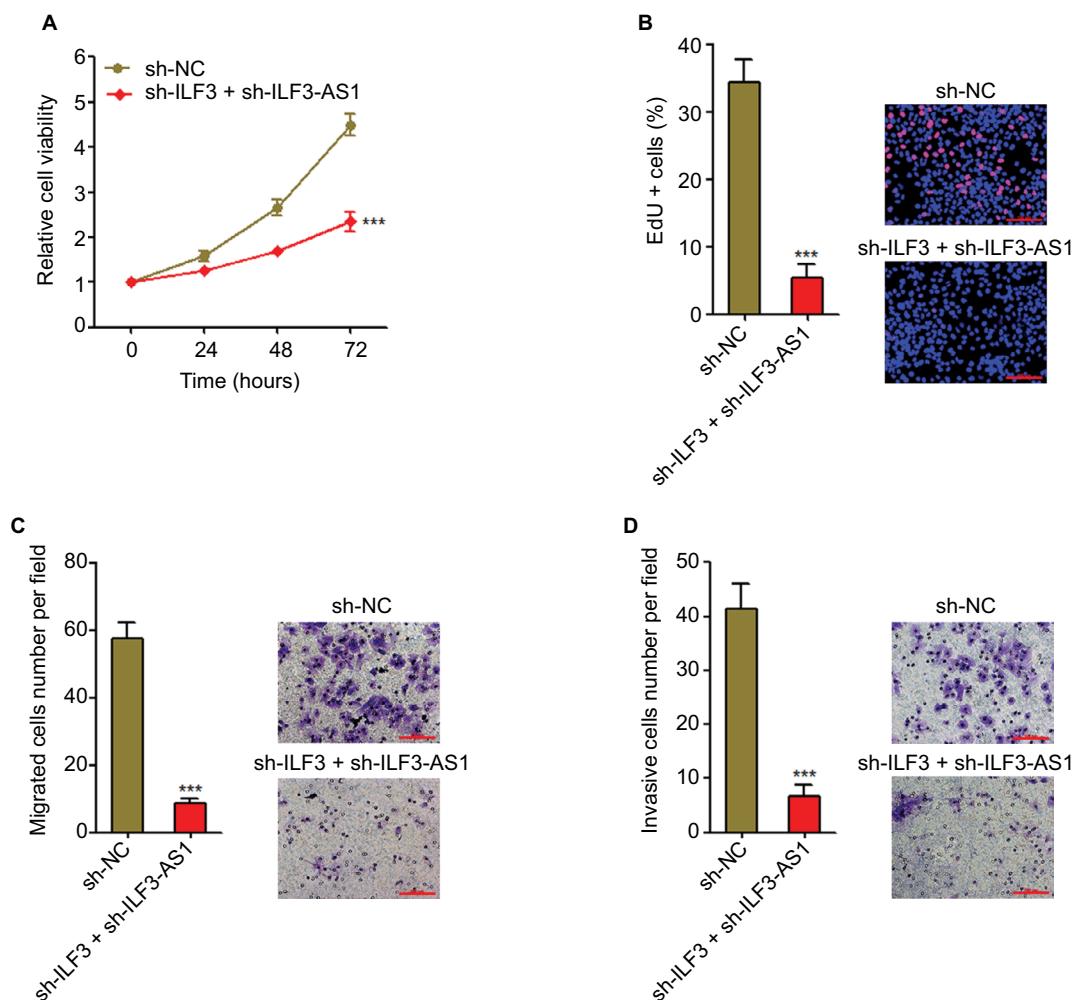 A
6
5
4
3
2
1
0
sh-NC
sh-ILF3 + sh-ILF3-AS1
***
Relative cell viability
0 24 48 72
Time (hours)
B
40
30
20
10
0
EdU + cells (%)
***
sh-NC
sh-ILF3 + sh-ILF3-AS1
sh-NC
sh-ILF3 + sh-ILF3-AS1
C
80
60
40
20
0
Migrated cells number per field
***
sh-NC
sh-ILF3 + sh-ILF3-AS1
sh-NC
sh-ILF3 + sh-ILF3-AS1
D
50
40
30
20
10
0
Invasive cells number per field
***
sh-NC
sh-ILF3 + sh-ILF3-AS1
sh-NC
sh-ILF3 + sh-ILF3-AS1